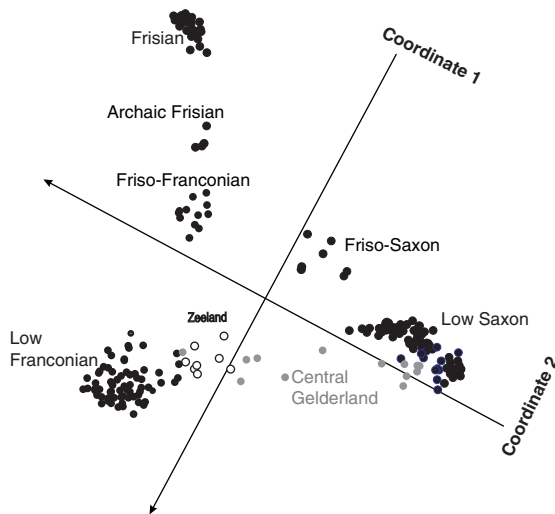 Frisian
Coordinate 1
Archaic Frisian
Friso-Franconian
Friso-Saxon
Zeeland
Low
Franconian
Low Saxon
Central
Gelderland
Coordinate 2